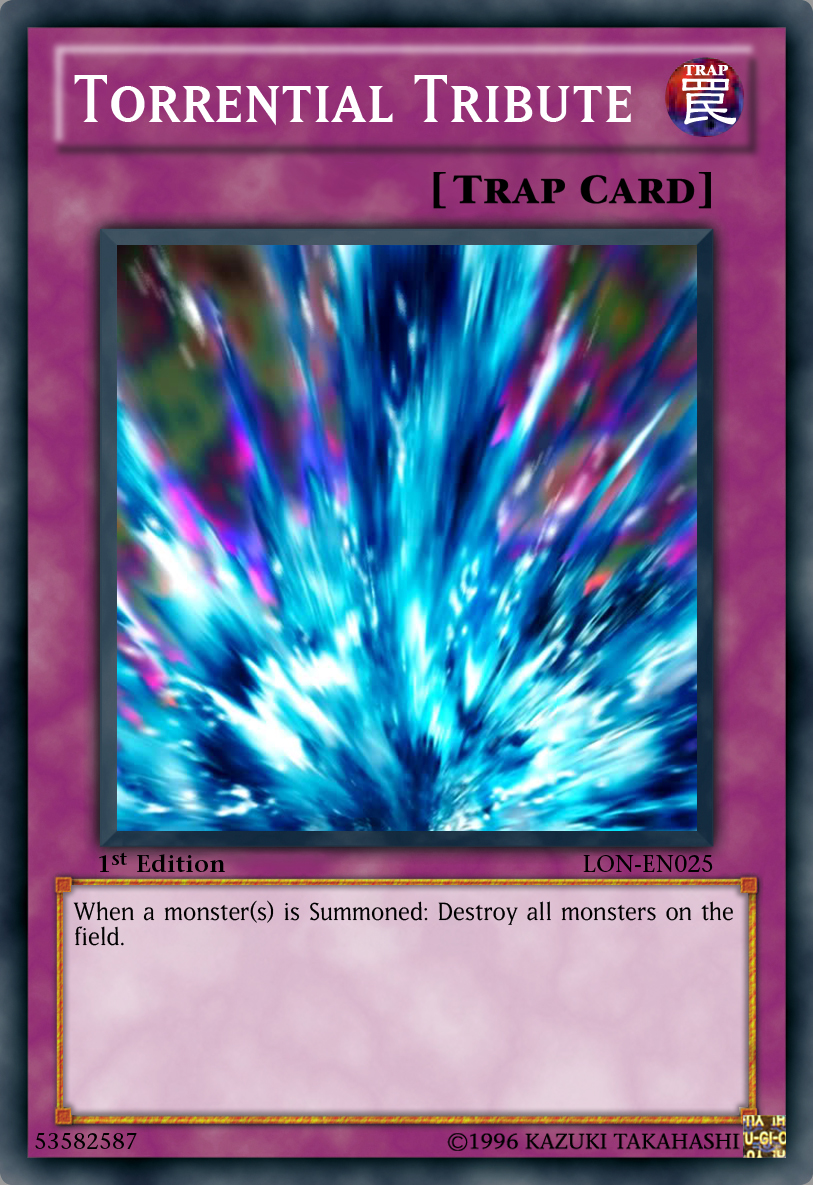 TORRENTIAL TRIBUTE
TRAP
罠
[TRAP CARD]
1st Edition
LON-EN025
When a monster(s) is Summoned: Destroy all monsters on the
field.
53582587
©1996 KAZUKI TAKAHASHI
U-GI-O